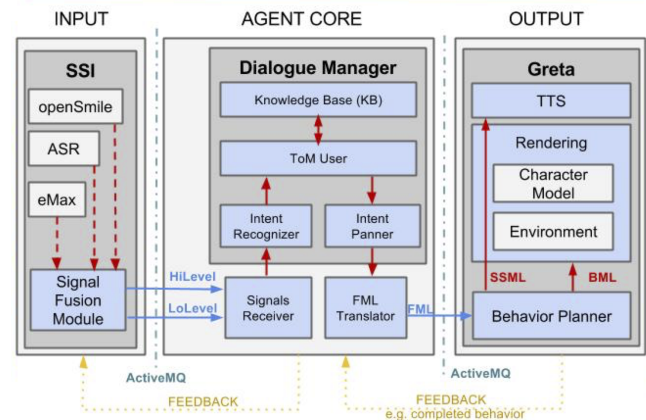 INPUT
AGENT CORE
OUTPUT
SSI
openSmile
ASR
eMax
Signal
Fusion
Module
Dialogue Manager
Knowledge Base (KB)
ToM User
Intent
Recognizer
Intent
Panner
HiLevel
LoLevel
Signals
Receiver
FML
Translator
FML
Greta
TTS
Rendering
Character
Model
Environment
SSML
BML
Behavior Planner
ActiveMQ
ActiveMQ
FEEDBACK
FEEDBACK
e.g. completed behavior